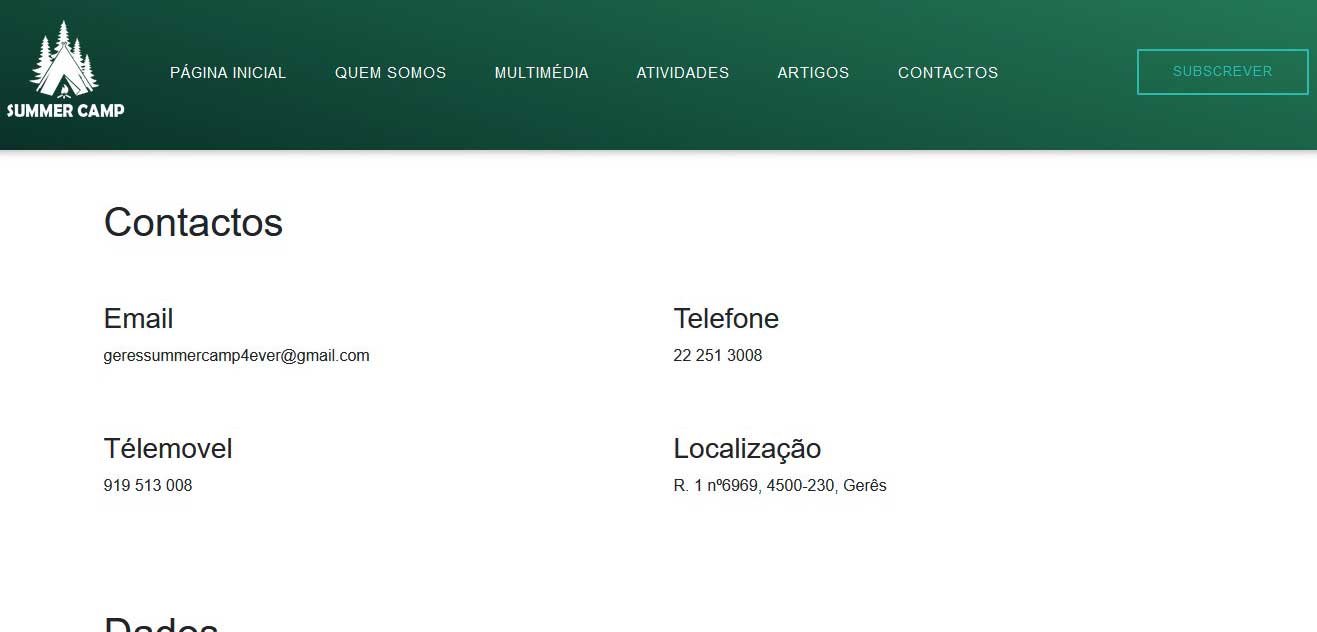 SUMMER CAMP
PÁGINA INICIAL QUEM SOMOS MULTIMÉDIA ATIVIDADES ARTIGOS CONTACTOS SUBSCREVER
Contactos
Email
geressummercamp4ever@gmail.com
Telefone
22 251 3008
Télemovel
919 513 008
Localização
R. 1 nº6969, 4500-230, Gerês
Dados